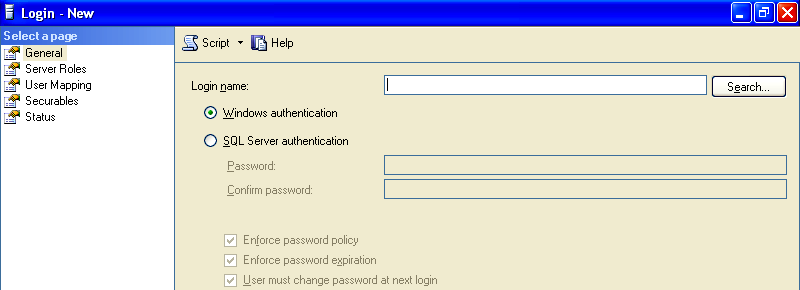 Login - New
Select a page
General
Server Roles
User Mapping
Securables
Status
Script Help
Login name: Search...
Windows authentication
SQL Server authentication
Password:
Confirm password:
Enforce password policy
Enforce password expiration
User must change password at next login